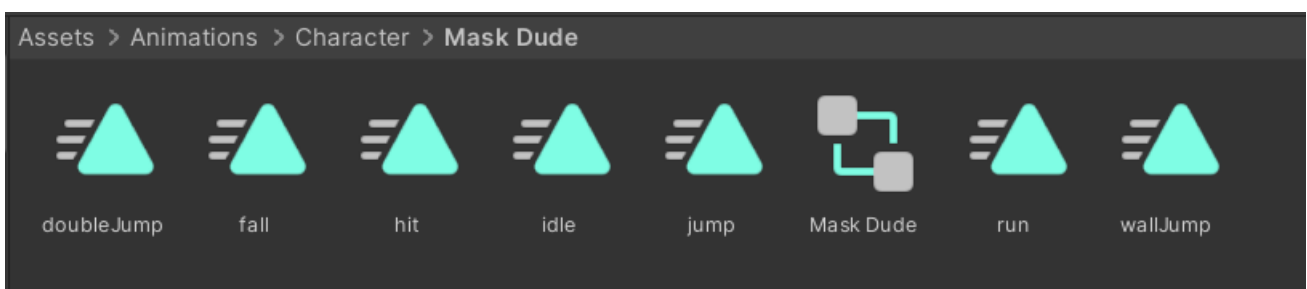 Assets > Animations > Character > Mask Dude
doubleJump fall hit idle jump Mask Dude run wallJump